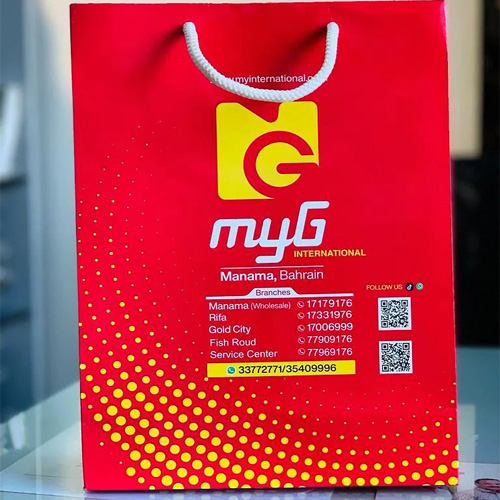 .myinternational.c
myG
INTERNATIONAL
Manama, Bahrain
Branches
Manama (Wholesale) 17179176
Rifa 17331976
Gold City 17006999
Fish Roud 77909176
Service Center 77969176
33772771/35409996
FOLLOW US